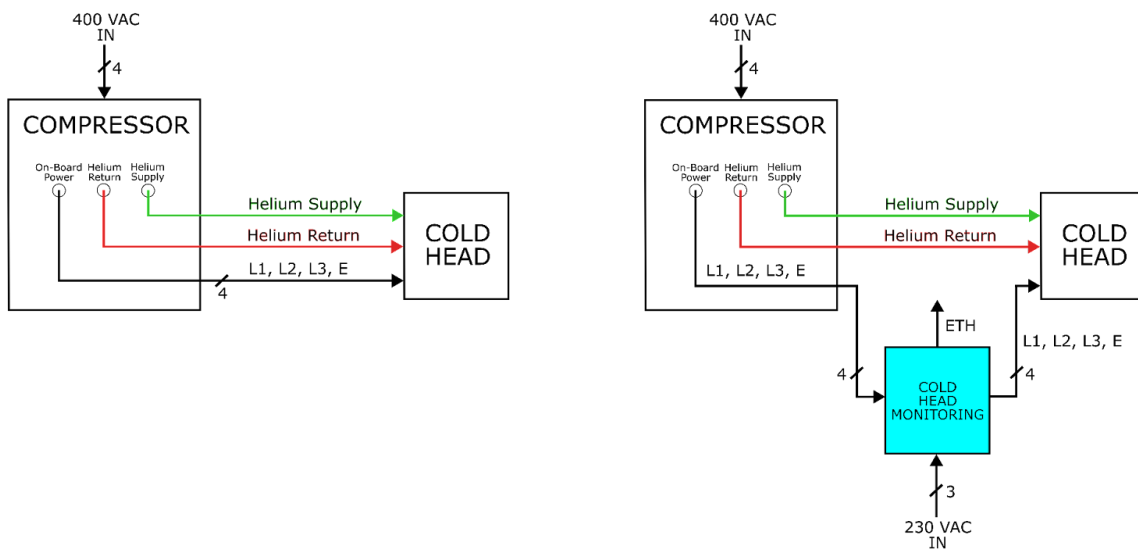 400 VAC
IN
4
COMPRESSOR
On-Board
Power
Helium
Return
Helium
Supply
Helium Supply
Helium Return
L1, L2, L3, E
4
COLD
HEAD
400 VAC
IN
4
COMPRESSOR
On-Board
Power
Helium
Return
Helium
Supply
Helium Supply
Helium Return
L1, L2, L3, E
COLD
HEAD
ETH
L1, L2, L3, E
4
4
COLD
HEAD
MONITORING
3
230 VAC
IN